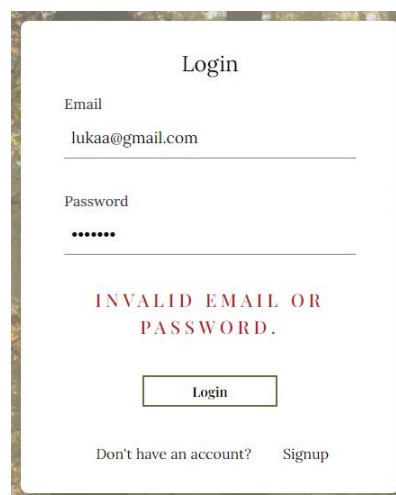 Login
Email
lukaa@gmail.com
Password
•••••••
INVALID EMAIL OR
PASSWORD.
Login
Don't have an account? Signup